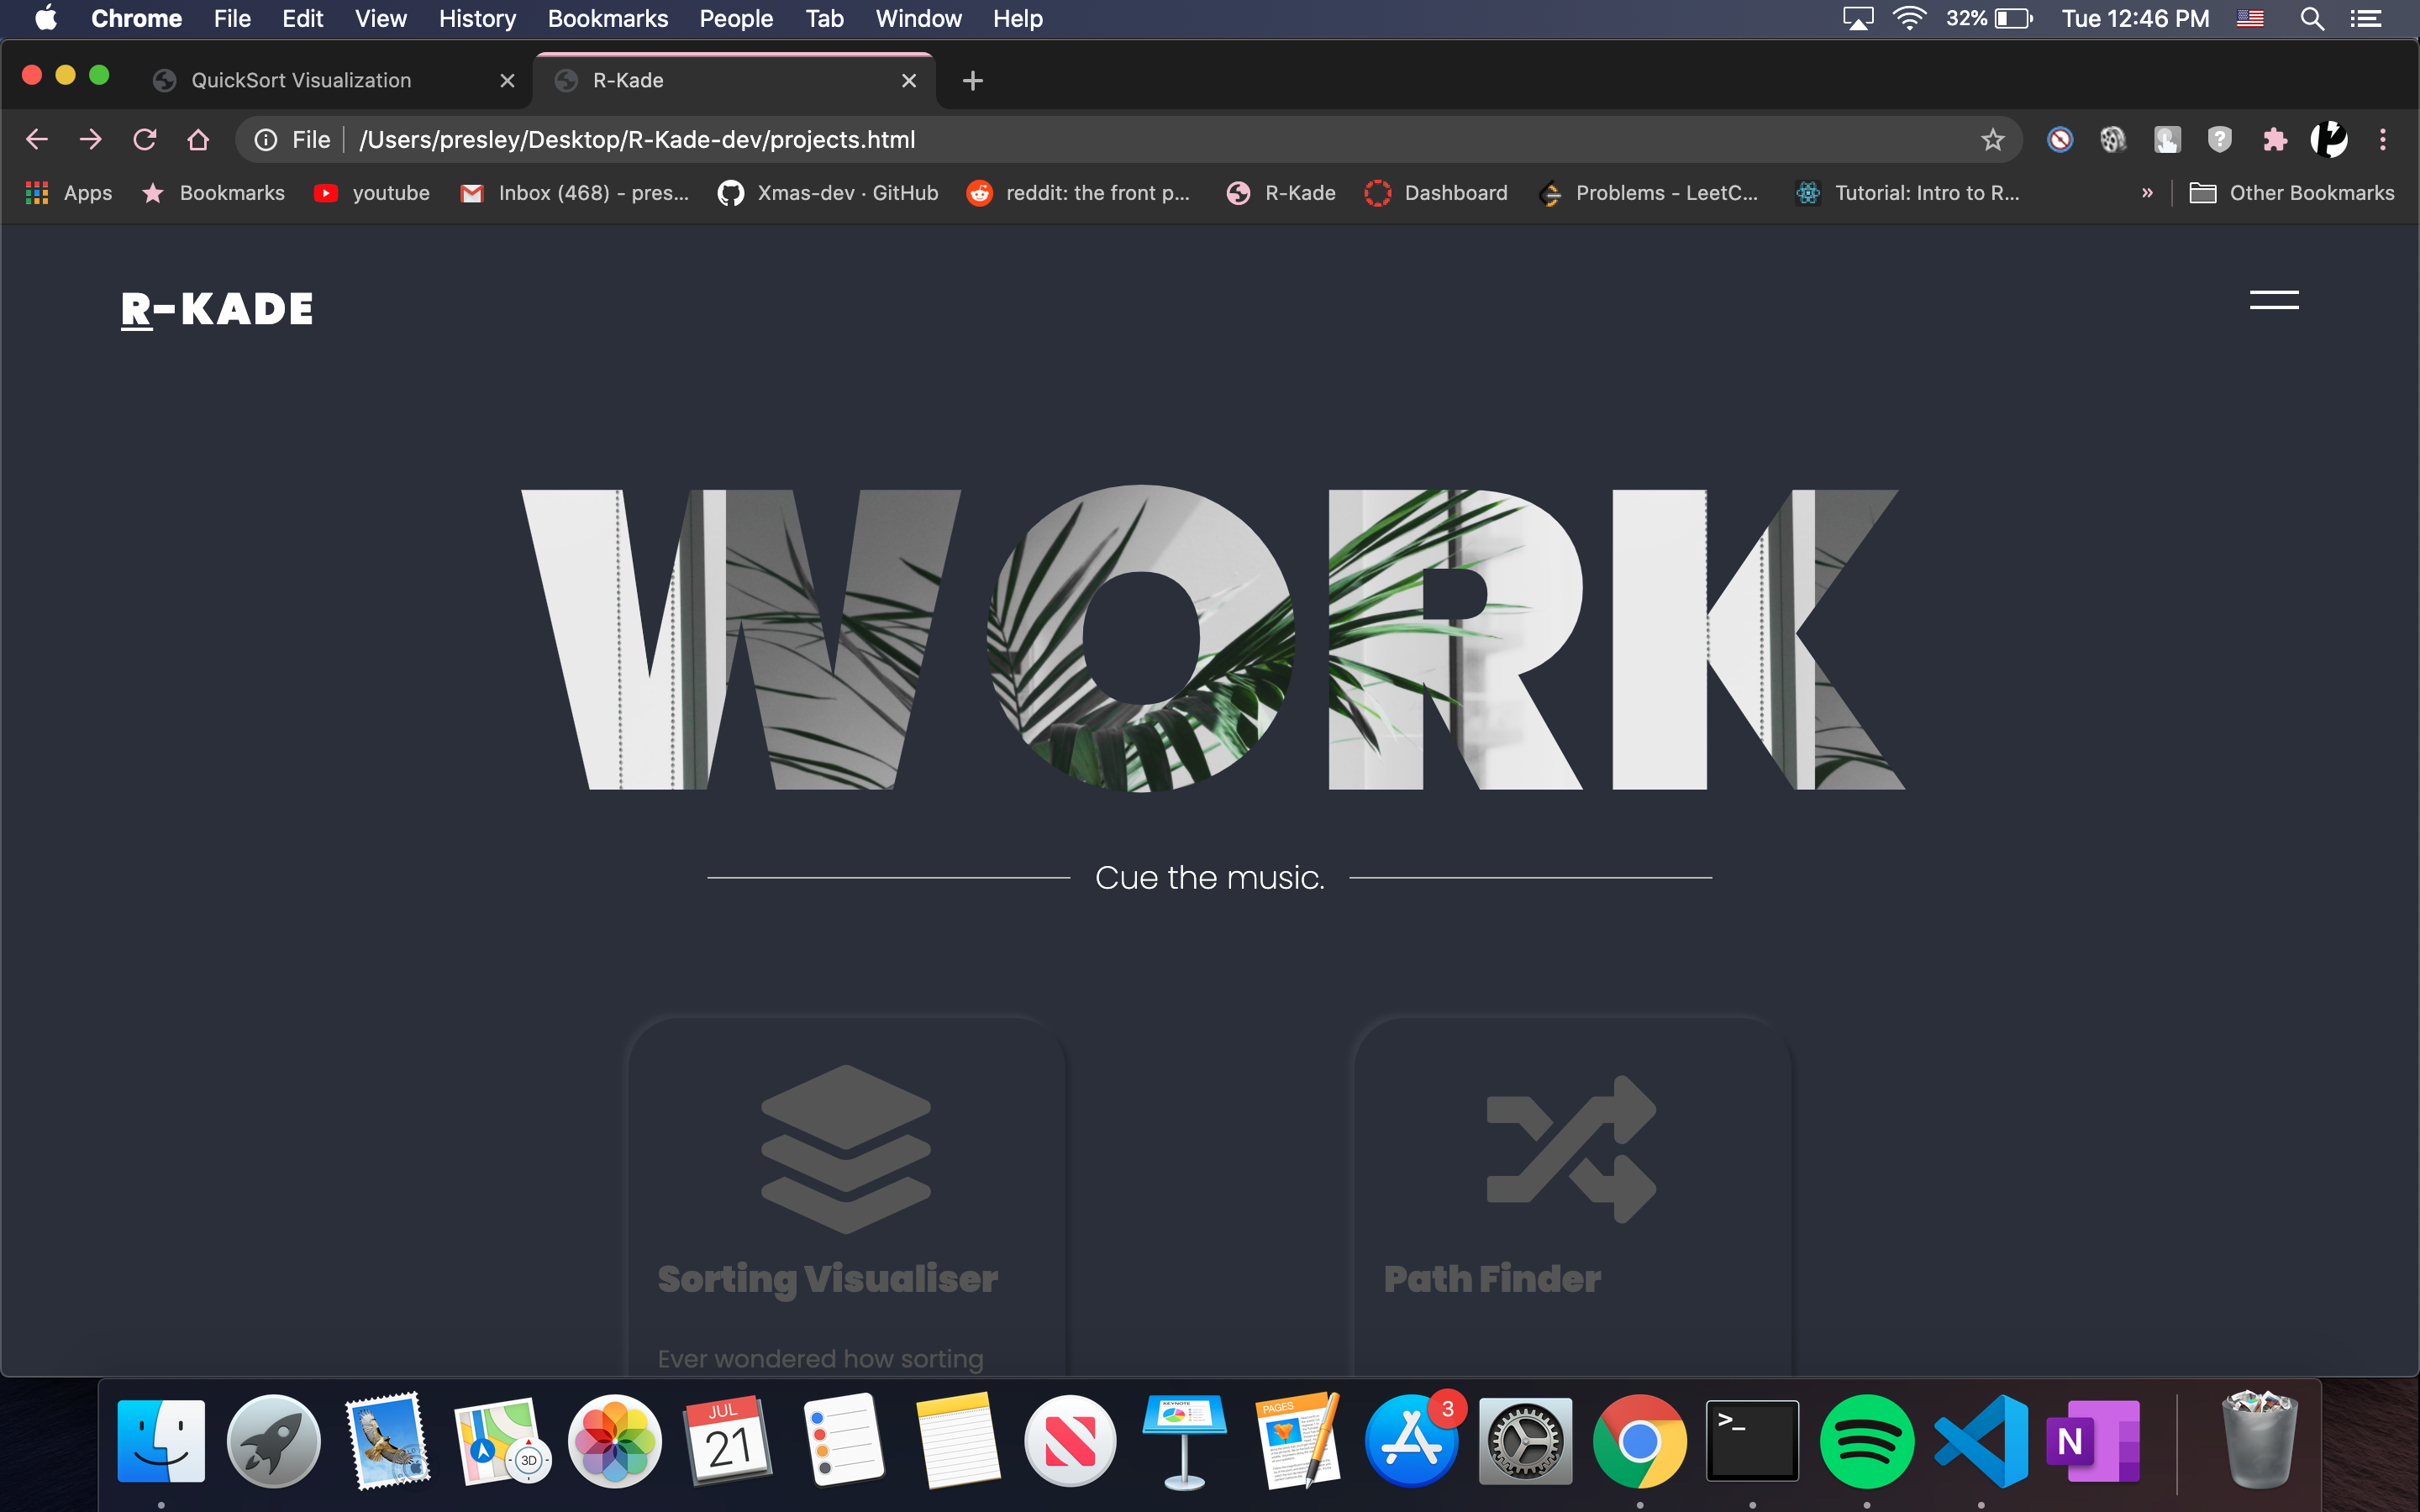 Chrome File Edit View History Bookmarks People Tab Window Help 32% Tue 12:46 PM
QuickSort Visualization R-Kade
File /Users/presley/Desktop/R-Kade-dev/projects.html
Apps Bookmarks youtube Inbox (468) - pres... Xmas-dev · GitHub reddit: the front p... R-Kade Dashboard Problems - LeetC... Tutorial: Intro to R... » Other Bookmarks
R-KADE
WORK
Cue the music.
Sorting Visualiser Path Finder
Ever wondered how sorting
JUL
21
3D
KEYNOTE
PAGES
3
>_
N